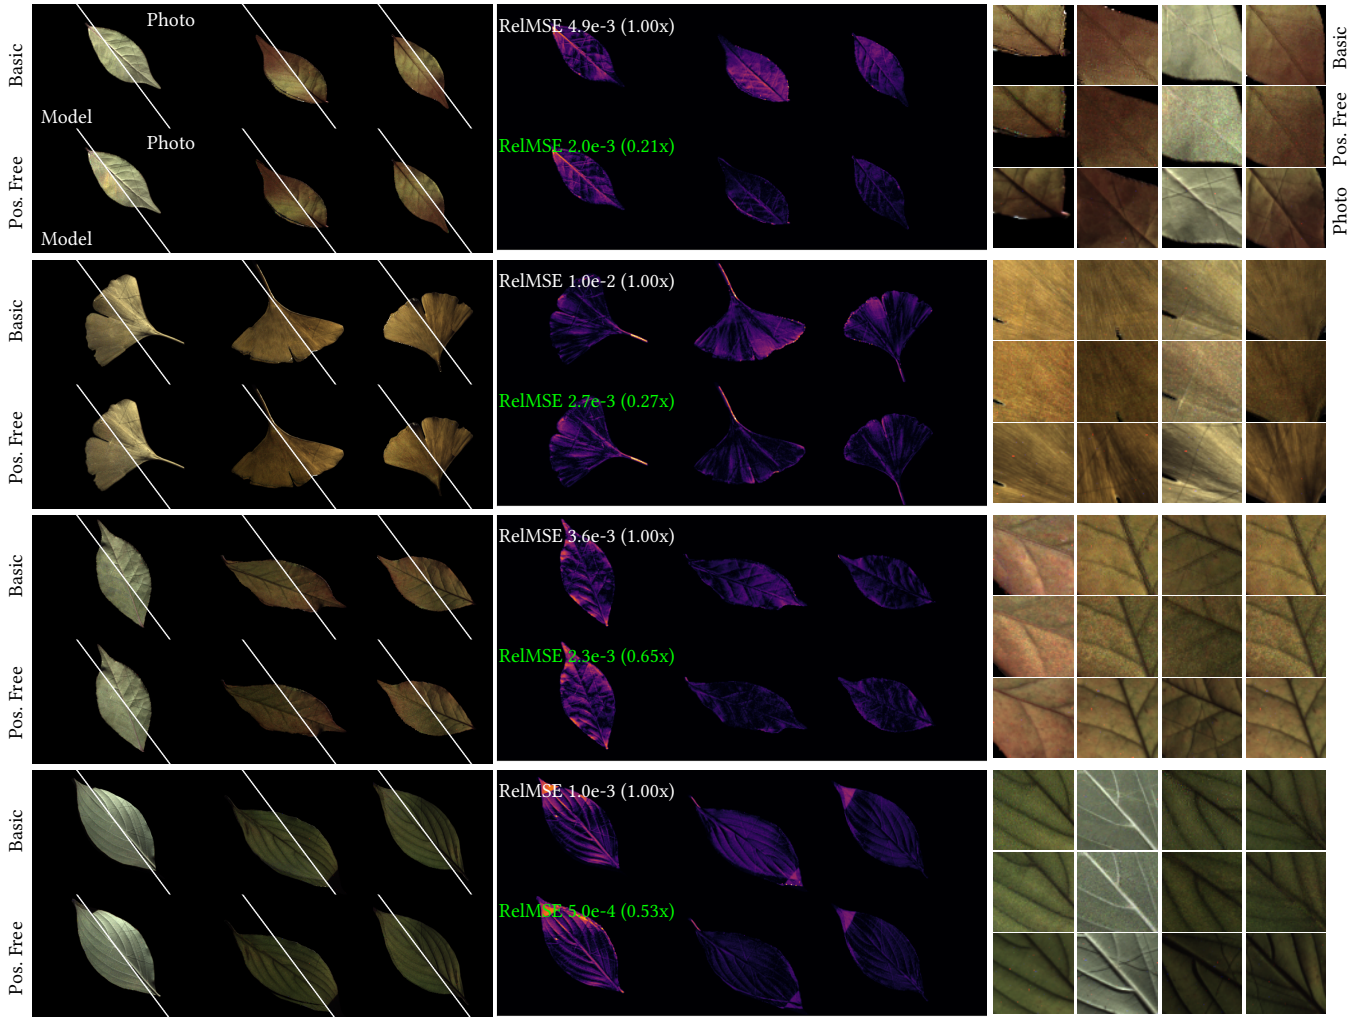 Basic
Photo
Model
RelMSE 4.9e-3 (1.00x)
Basic
Pos. Free
Photo
Model
RelMSE 2.0e-3 (0.21x)
Pos. Free
Photo
Basic
RelMSE 1.0e-2 (1.00x)
Pos. Free
RelMSE 2.7e-3 (0.27x)
Basic
RelMSE 3.6e-3 (1.00x)
Pos. Free
RelMSE 2.3e-3 (0.65x)
Basic
RelMSE 1.0e-3 (1.00x)
Pos. Free
RelMSE 5.0e-4 (0.53x)